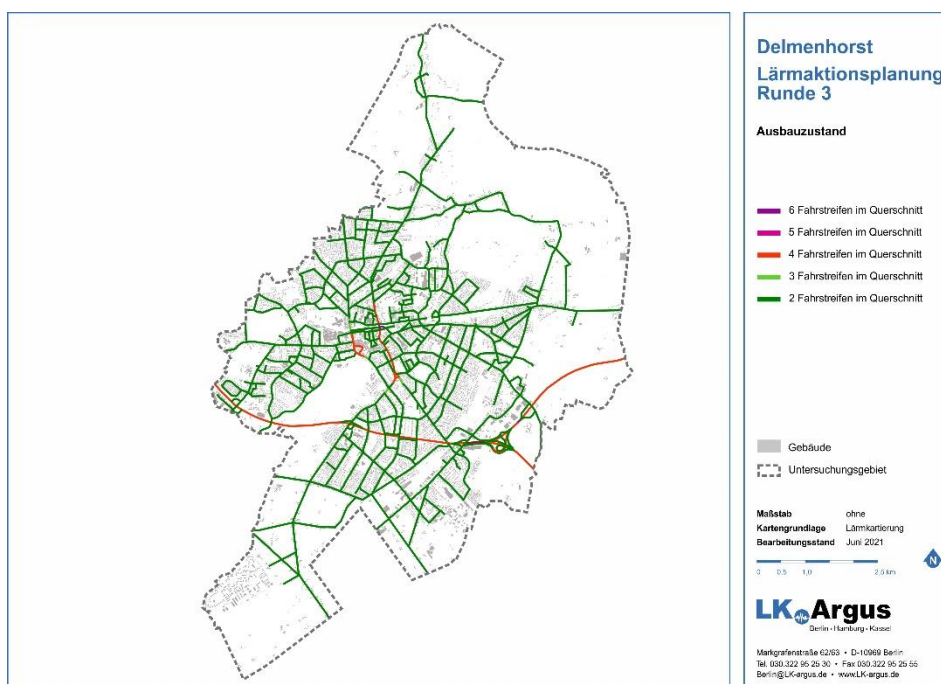 Delmenhorst
Lärmaktionsplanung
Runde 3
Ausbauzustand
6 Fahrstreifen im Querschnitt
5 Fahrstreifen im Querschnitt
4 Fahrstreifen im Querschnitt
3 Fahrstreifen im Querschnitt
2 Fahrstreifen im Querschnitt
Gebäude
Untersuchungsgebiet
Maßstab ohne
Kartengrundlage Lärmkartierung
Bearbeitungsstand Juni 2021
0 0,5 1,0 2,5 km
N
LK Argus
Berlin - Hamburg - Kassel
Markgrafenstraße 62/63 • D-10969 Berlin
Tel. 030.322 95 25 30 • Fax 030.322 95 25 55
Berlin@LK-argus.de • www.LK-argus.de